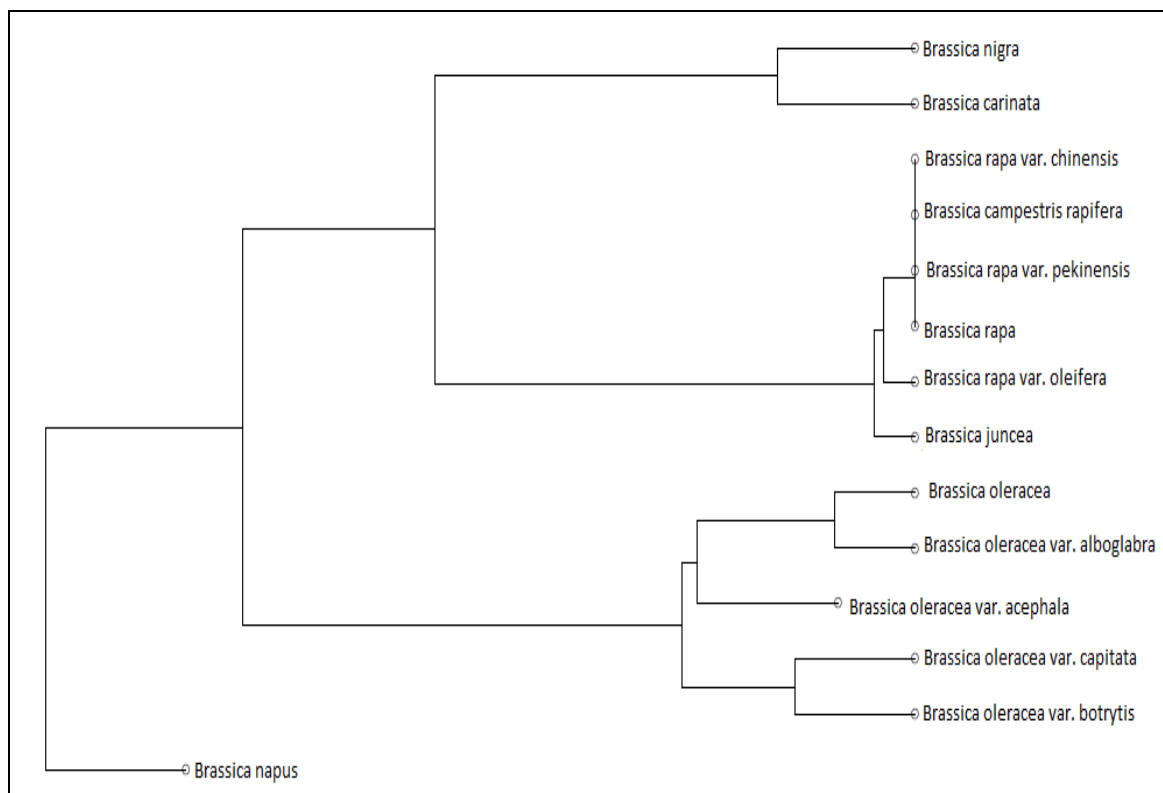 Brassica nigra
Brassica carinata
Brassica rapa var. chinensis
Brassica campestris rapifera
Brassica rapa var. pekinensis
Brassica rapa
Brassica rapa var. oleifera
Brassica juncea
Brassica oleracea
Brassica oleracea var. alboglabra
Brassica oleracea var. acephala
Brassica oleracea var. capitata
Brassica oleracea var. botrytis
Brassica napus